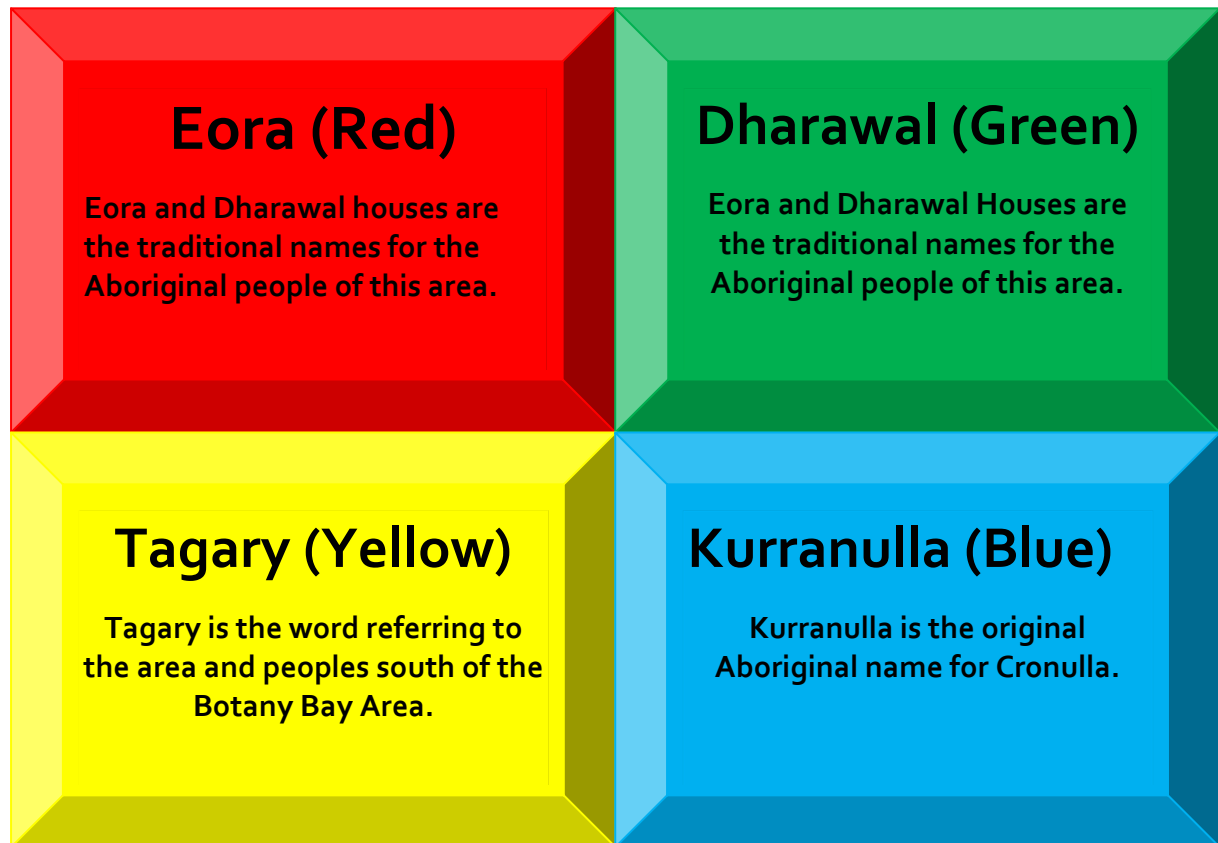 Eora (Red)
Eora and Dharawal houses are
the traditional names for the
Aboriginal people of this area.
Dharawal (Green)
Eora and Dharawal Houses are
the traditional names for the
Aboriginal people of this area.
Tagary (Yellow)
Tagary is the word referring to
the area and peoples south of the
Botany Bay Area.
Kurranulla (Blue)
Kurranulla is the original
Aboriginal name for Cronulla.